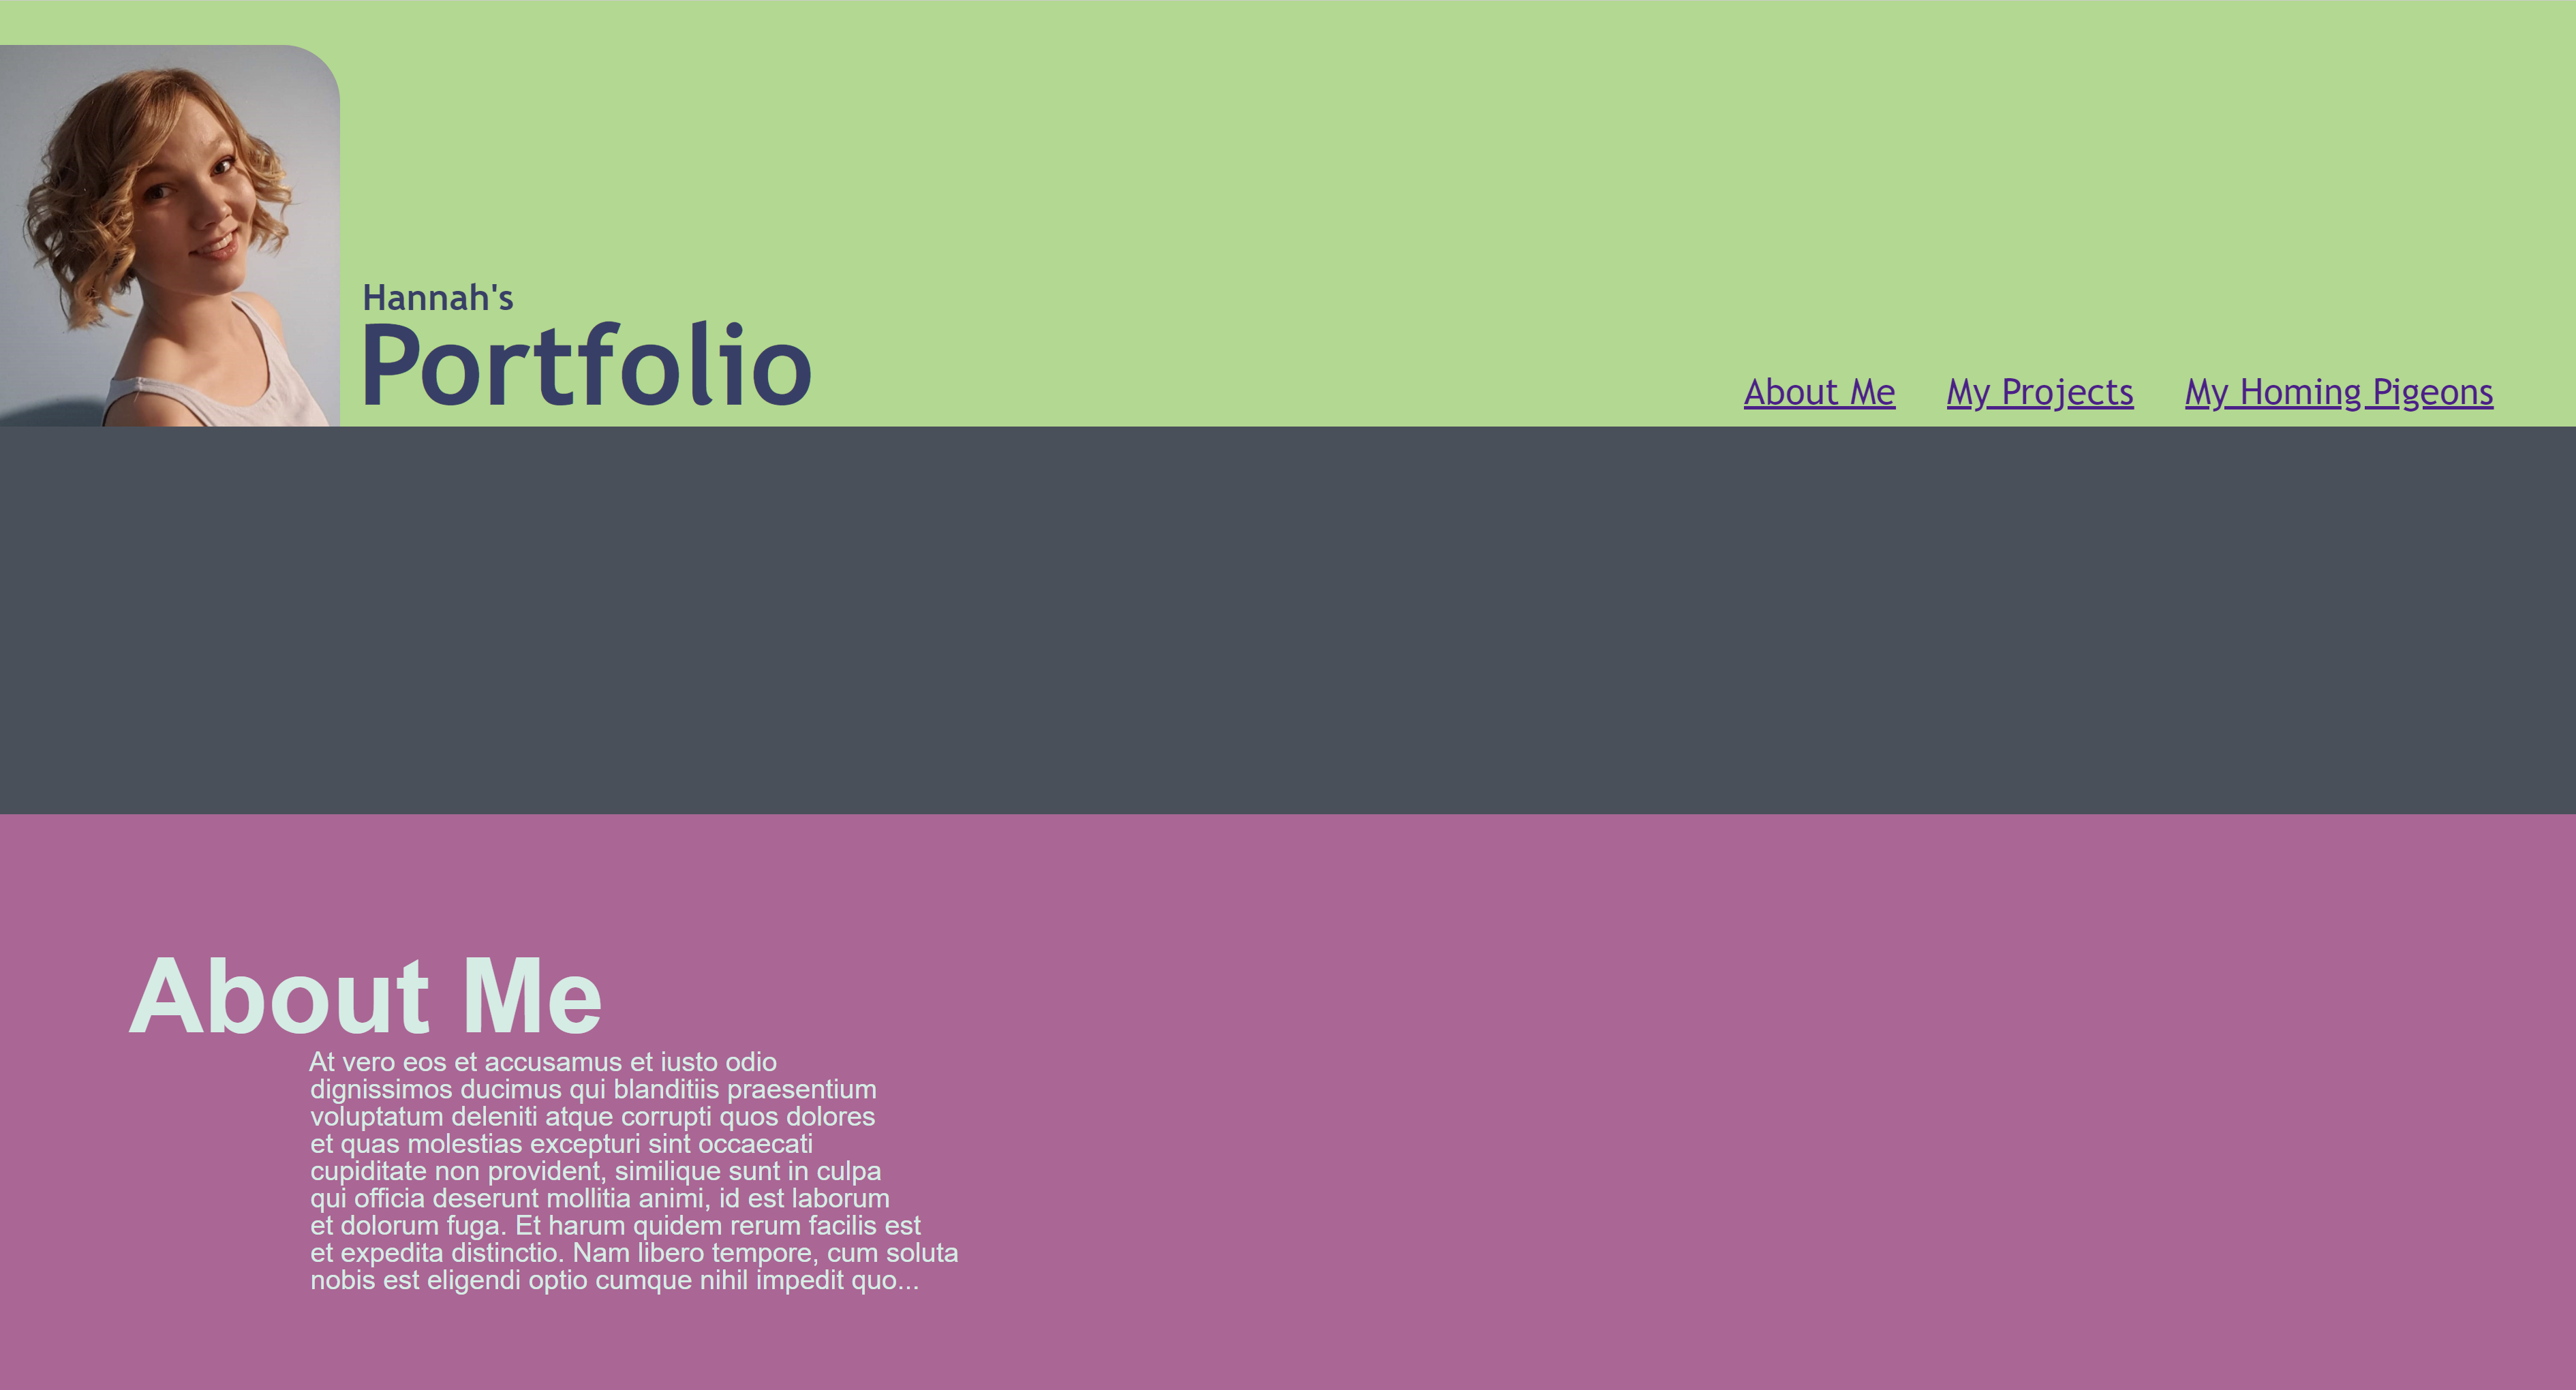 Hannah's
Portfolio
About Me My Projects My Homing Pigeons
About Me
At vero eos et accusamus et iusto odio
dignissimos ducimus qui blanditiis praesentium
voluptatum deleniti atque corrupti quos dolores
et quas molestias excepturi sint occaecati
cupiditate non provident, similique sunt in culpa
qui officia deserunt mollitia animi, id est laborum
et dolorum fuga. Et harum quidem rerum facilis est
et expedita distinctio. Nam libero tempore, cum soluta
nobis est eligendi optio cumque nihil impedit quo...